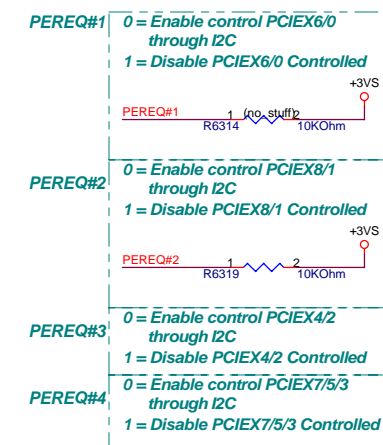 PEREQ#1 0 = Enable control PCIEX6/0
through I2C
1 = Disable PCIEX6/0 Controlled
+3VS
PEREQ#1 1 (no_stuff) 2
R6314 10KOhm
PEREQ#2 0 = Enable control PCIEX8/1
through I2C
1 = Disable PCIEX8/1 Controlled
+3VS
PEREQ#2 1 2
R6319 10KOhm
PEREQ#3 0 = Enable control PCIEX4/2
through I2C
1 = Disable PCIEX4/2 Controlled
PEREQ#4 0 = Enable control PCIEX7/5/3
through I2C
1 = Disable PCIEX7/5/3 Controlled